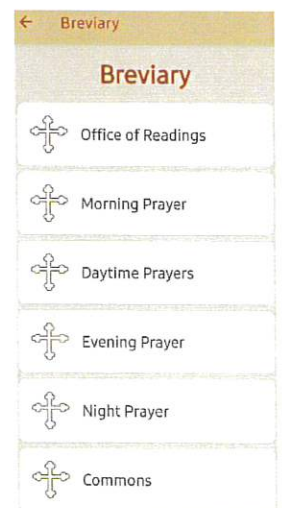 ← Breviary
Breviary
Office of Readings
Morning Prayer
Daytime Prayers
Evening Prayer
Night Prayer
Commons